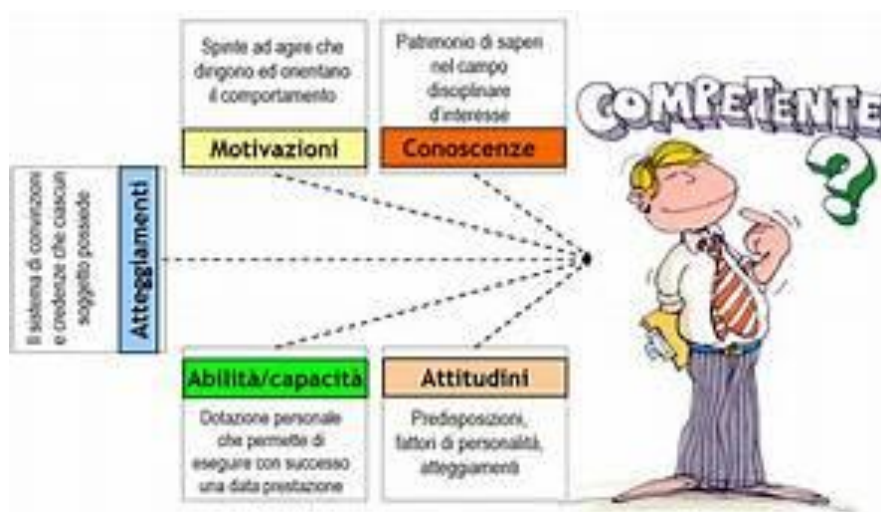 Spinte ad agire che
dirigono ed orientano
il comportamento
Motivazioni
Patrimonio di saperi
nel campo
disciplinare
d'interesse
Conoscenze
COMPETENTE
?
Il sistema di convinzioni
e credenze che ciascun
soggetto possiede
Atteggiamenti
Abilità/capacità
Dotazione personale
che permette di
eseguire con successo
una data prestazione
Attitudini
Predisposizioni,
fattori di personalità,
atteggiamenti